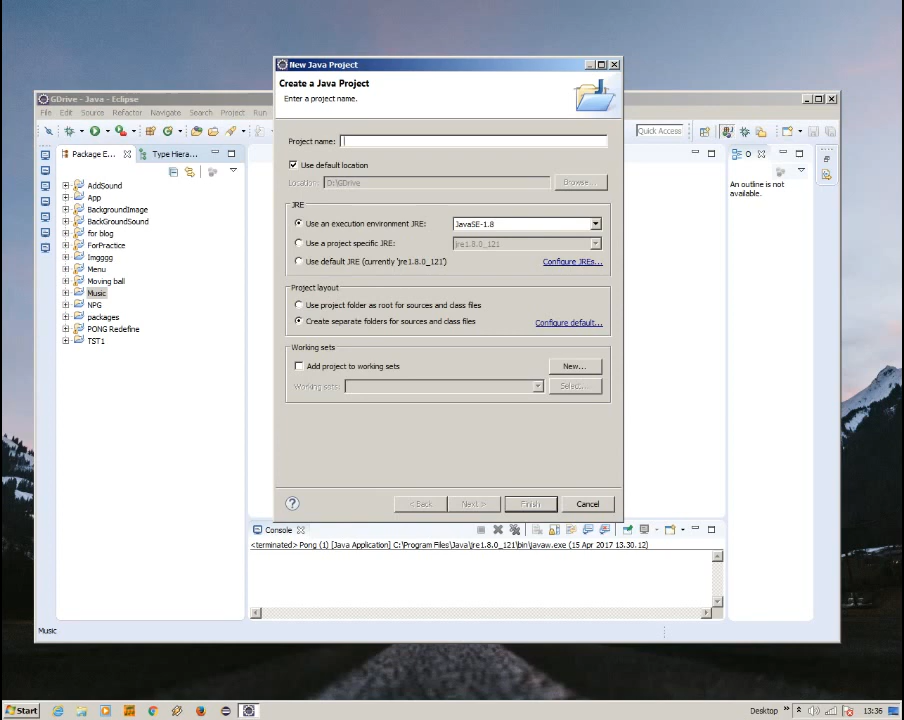 New Java Project
Create a Java Project
Enter a project name.
GDrive - Java - Eclipse
File Edit Source Refactor Navigate Search Project Run
Quick Access
Package E... Type Hiera...
AddSound
App
BackgroundImage
BackGroundSound
for blog
ForPractice
Imggg
Menu
Moving ball
Music
NPG
packages
PONG Redefine
TST1
Project name:
Use default location
Location: D:\GDrive Browse...
JRE
Use an execution environment JRE: JavaSE-1.8
Use a project specific JRE: jre1.8.0_121
Use default JRE (currently 'jre1.8.0_121') Configure JREs...
Project layout
Use project folder as root for sources and class files
Create separate folders for sources and class files Configure default...
Working sets
Add project to working sets New...
Working sets: Select...
? < Back Next > Finish Cancel
O
An outline is not
available.
Console
<terminated> Pong (1) [Java Application] C:\Program Files\Java\jre1.8.0_121\bin\javaw.exe (15 Apr 2017 13.30.12)
Music
Start Desktop » 13:36